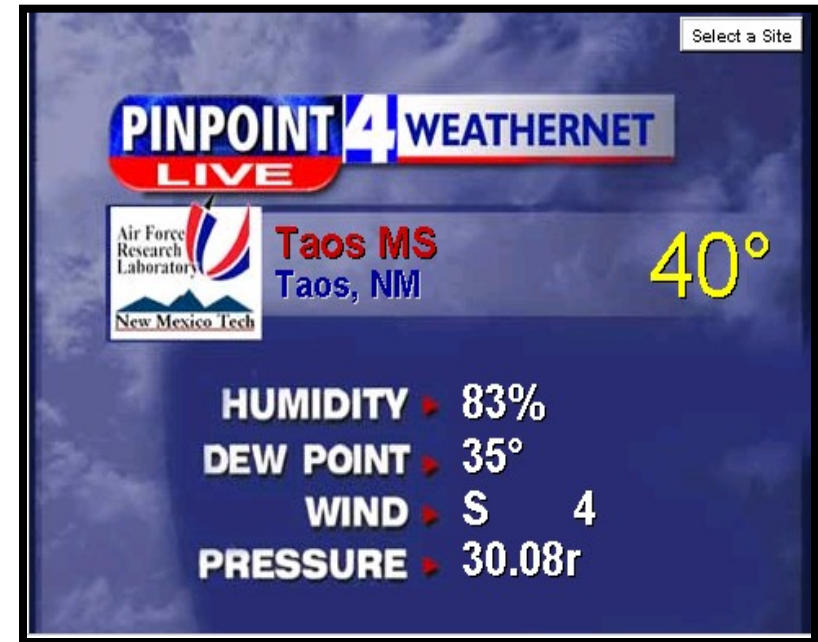 Select a Site
PINPOINT 4 WEATHERNET
LIVE
Air Force
Research
Laboratory
New Mexico Tech
Taos MS
Taos, NM
40°
HUMIDITY 83%
DEW POINT 35°
WIND S 4
PRESSURE 30.08r